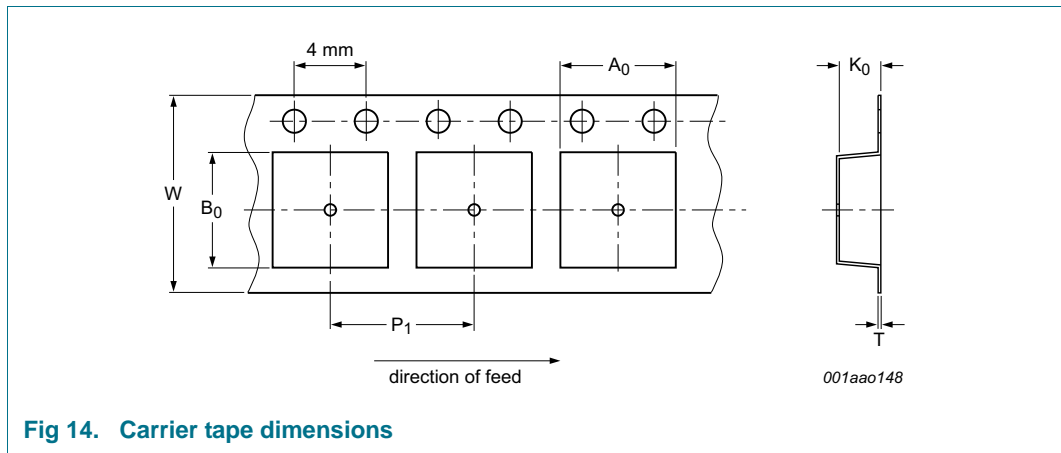 4 mm
A0
K0
W
B0
P1
T
direction of feed
001aao148
Fig 14. Carrier tape dimensions